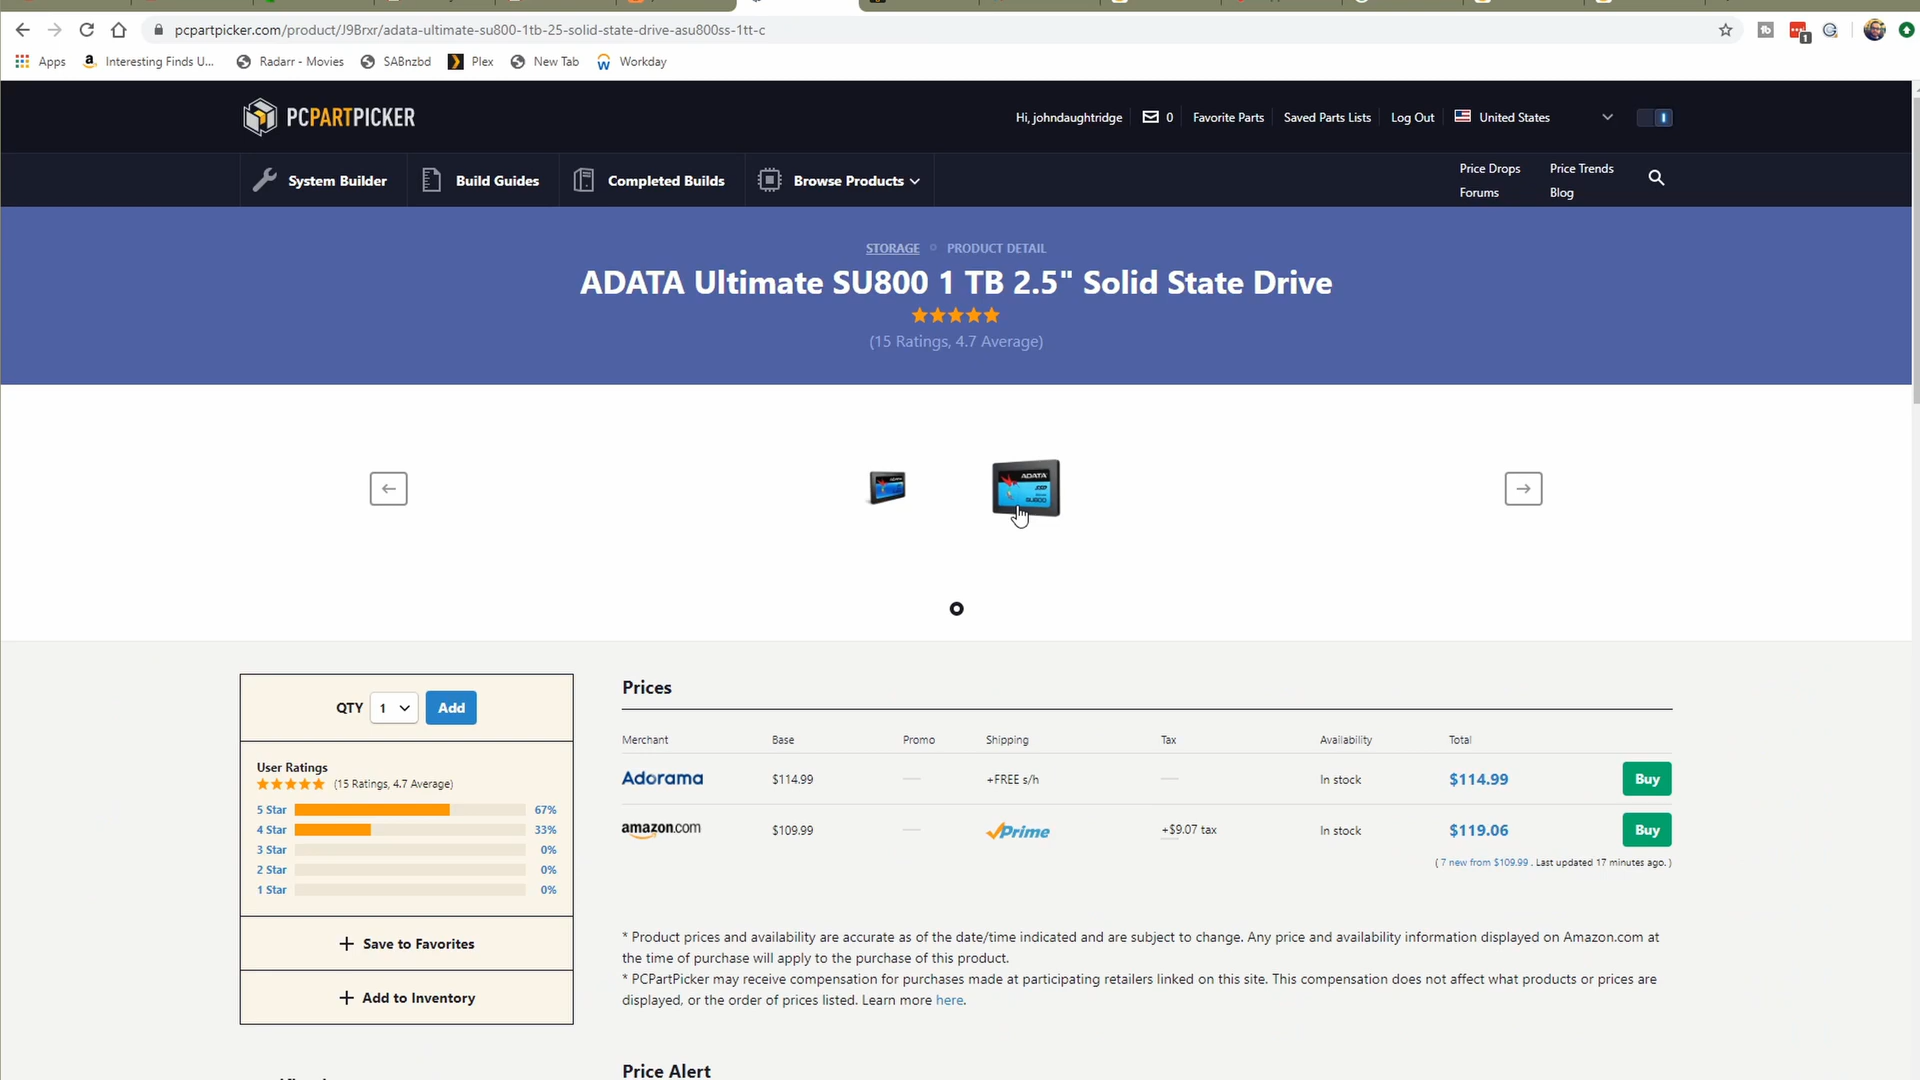 pcpartpicker.com/product/J9Brxr/adata-ultimate-su800-1tb-25-solid-state-drive-asu800ss-1tt-c
1
Apps
Interesting Finds U...
Radarr - Movies
SABnzbd
Plex
New Tab
Workday
PCPARTPICKER
Hi, johndaughtridge
0
Favorite Parts
Saved Parts Lists
Log Out
United States
System Builder
Build Guides
Completed Builds
Browse Products
Price Drops
Price Trends
Forums
Blog
STORAGE
PRODUCT DETAIL
ADATA Ultimate SU800 1 TB 2.5" Solid State Drive
(15 Ratings, 4.7 Average)
ADATA
SU800
QTY 1 Add
User Ratings
(15 Ratings, 4.7 Average)
5 Star 67%
4 Star 33%
3 Star 0%
2 Star 0%
1 Star 0%
+ Save to Favorites
+ Add to Inventory
Prices
Merchant Base Promo Shipping Tax Availability Total
Adorama $114.99 — +FREE s/h — In stock $114.99 Buy
amazon.com $109.99 — Prime +$9.07 tax In stock $119.06 Buy
( 7 new from $109.99 . Last updated 17 minutes ago. )
* Product prices and availability are accurate as of the date/time indicated and are subject to change. Any price and availability information displayed on Amazon.com at
the time of purchase will apply to the purchase of this product.
* PCPartPicker may receive compensation for purchases made at participating retailers linked on this site. This compensation does not affect what products or prices are
displayed, or the order of prices listed. Learn more here.
Price Alert